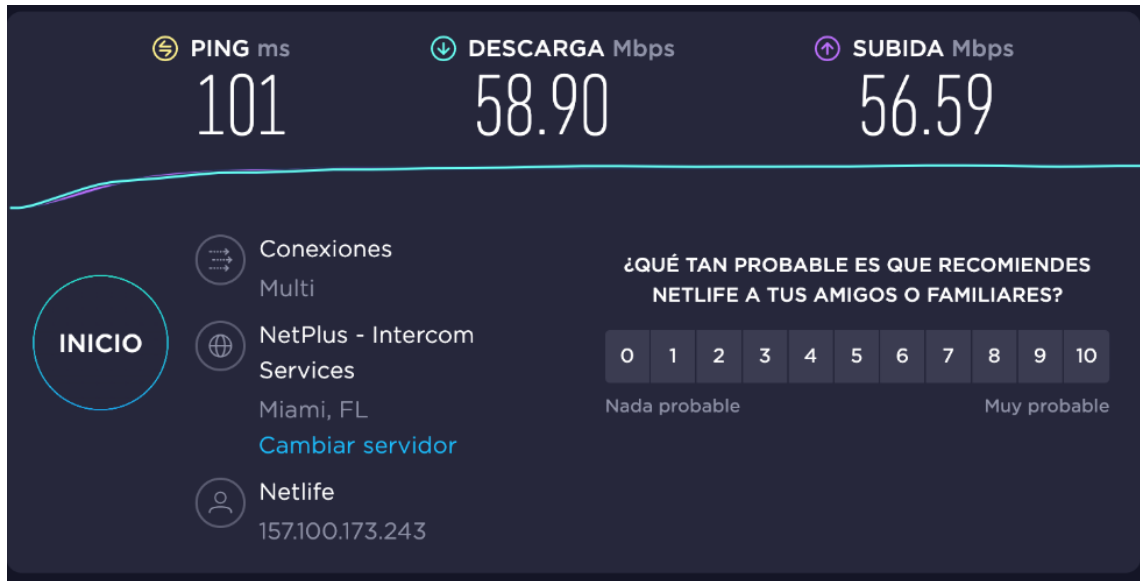 PING ms
101
DESCARGA Mbps
58.90
SUBIDA Mbps
56.59
INICIO
Conexiones
Multi
NetPlus - Intercom
Services
Miami, FL
Cambiar servidor
Netlife
157.100.173.243
¿QUÉ TAN PROBABLE ES QUE RECOMIENDES
NETLIFE A TUS AMIGOS O FAMILIARES?
0 1 2 3 4 5 6 7 8 9 10
Nada probable
Muy probable